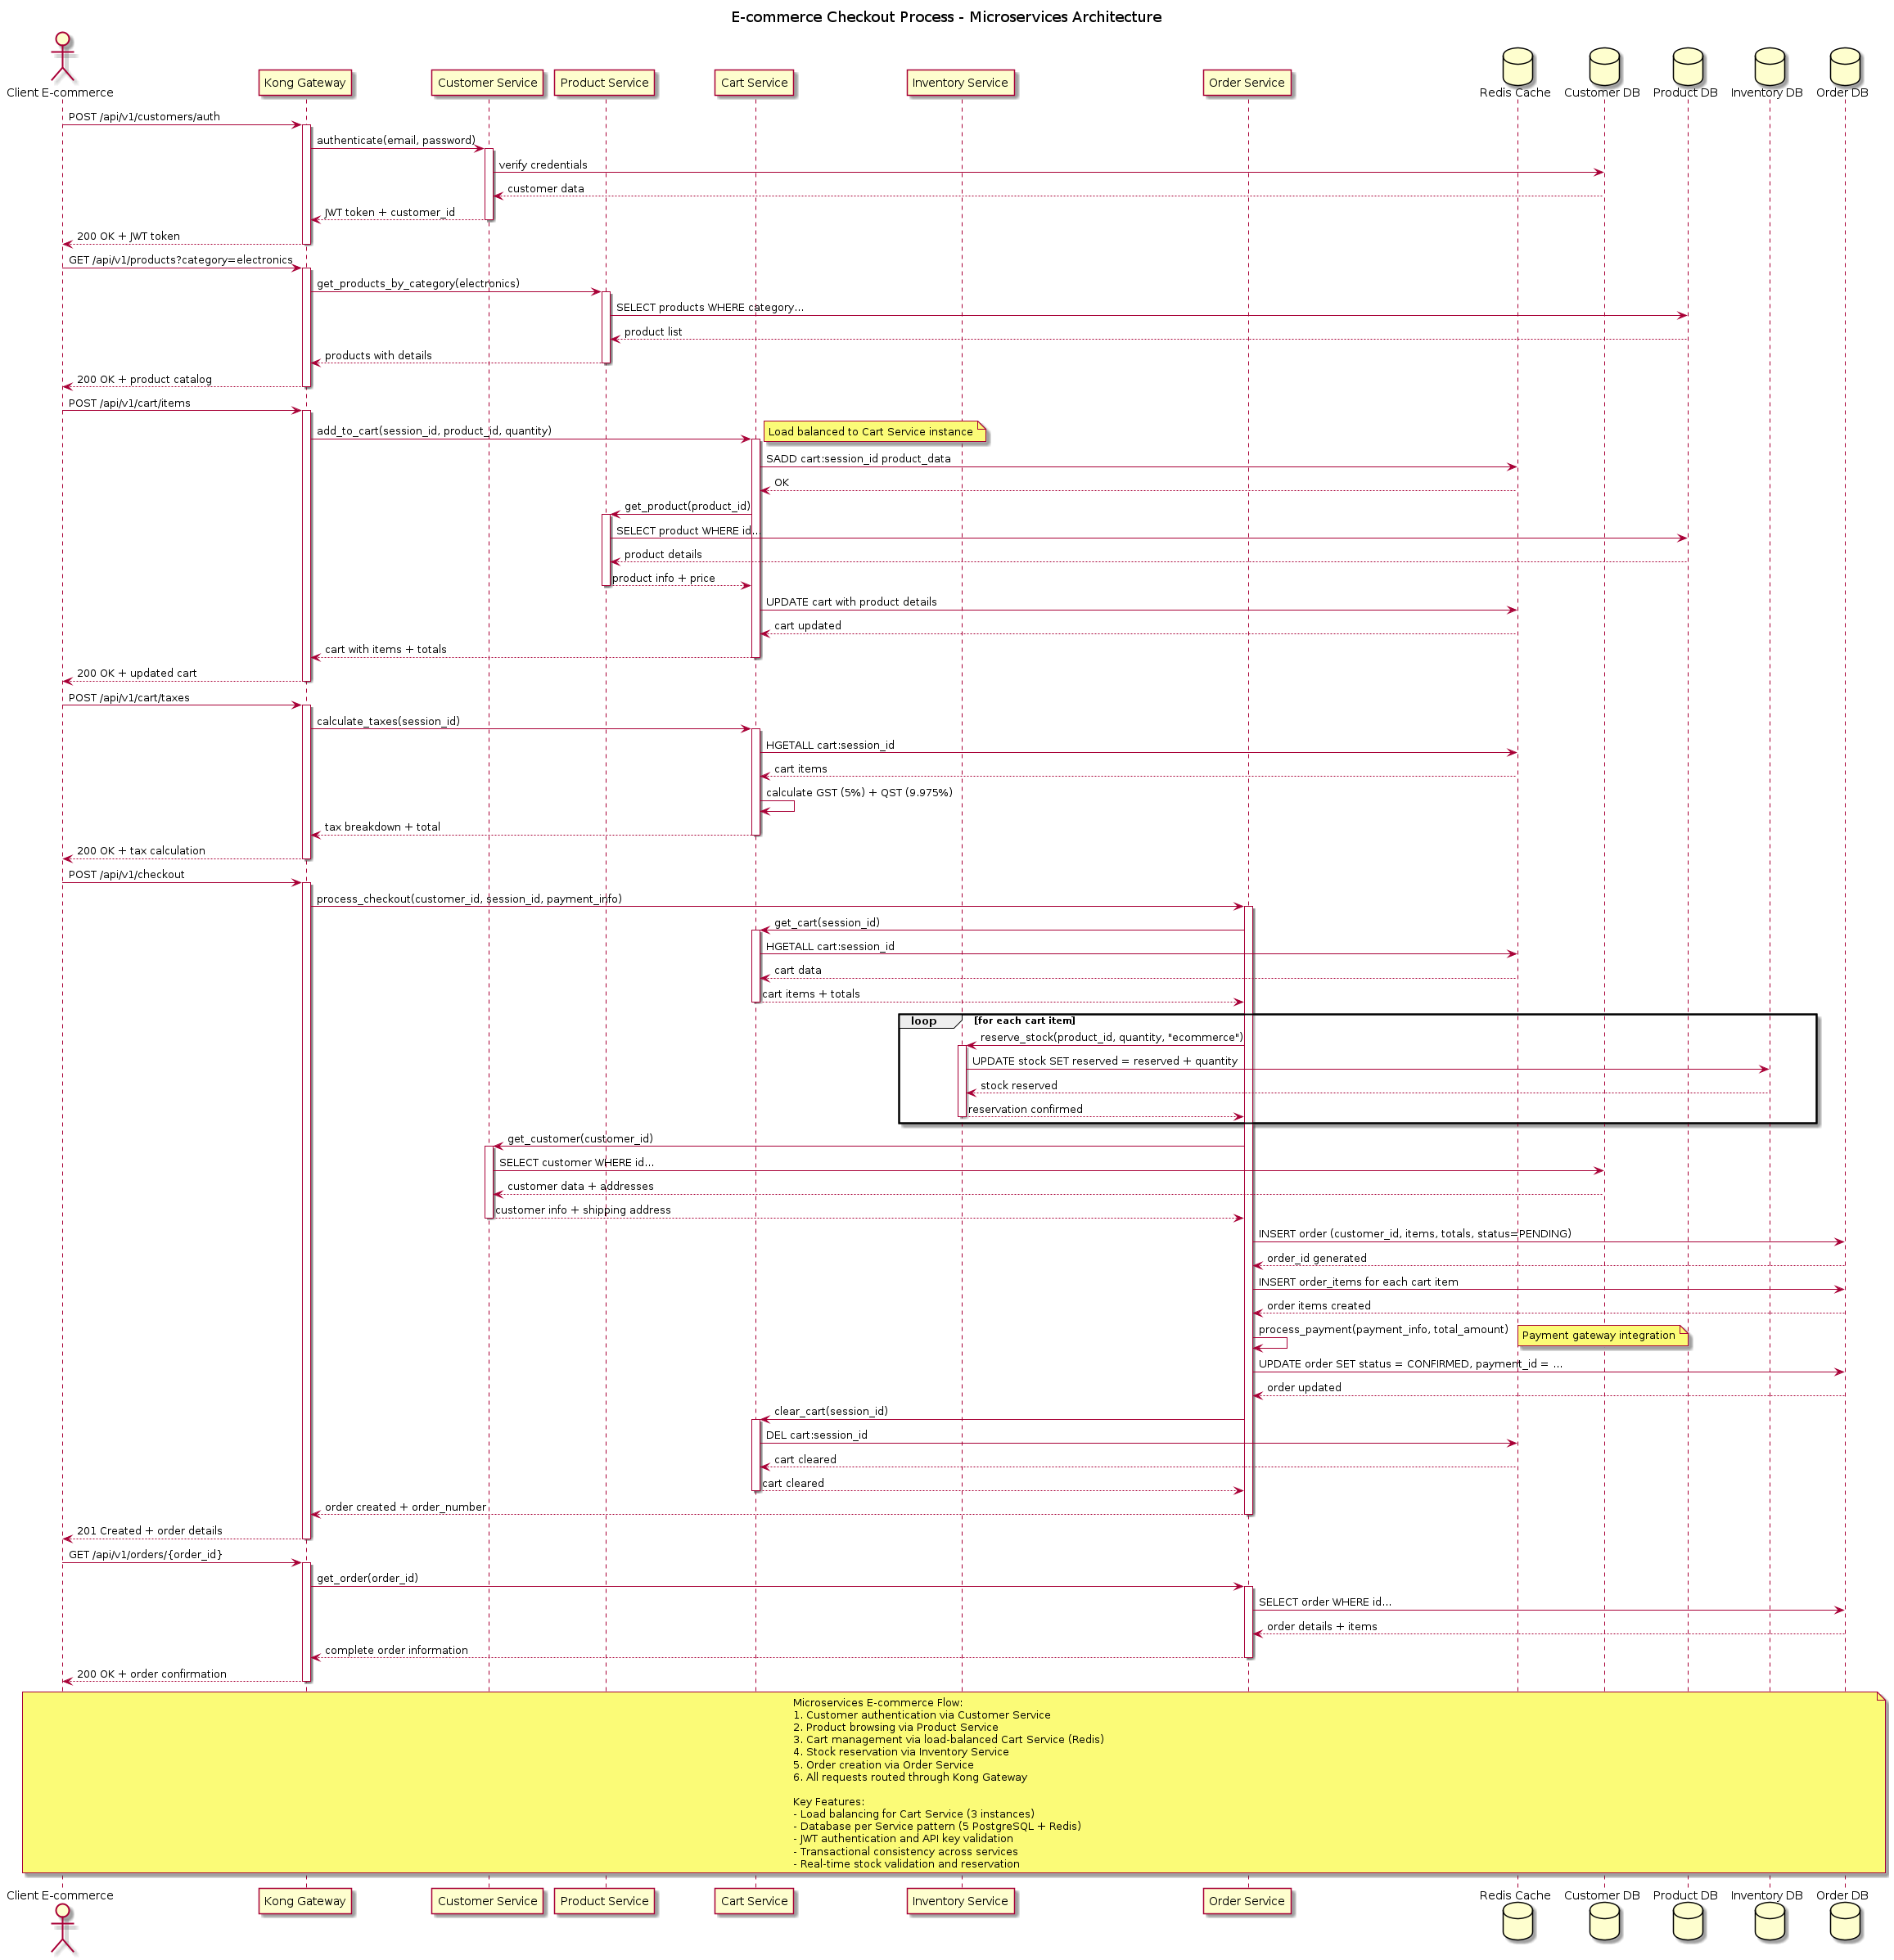 E-commerce Checkout Process - Microservices Architecture
Client E-commerce
Kong Gateway
Customer Service
Product Service
Cart Service
Inventory Service
Order Service
Redis Cache
Customer DB
Product DB
Inventory DB
Order DB
POST /api/v1/customers/auth
authenticate(email, password)
verify credentials
customer data
JWT token + customer_id
200 OK + JWT token
GET /api/v1/products?category=electronics
get_products_by_category(electronics)
SELECT products WHERE category...
product list
products with details
200 OK + product catalog
POST /api/v1/cart/items
add_to_cart(session_id, product_id, quantity)
Load balanced to Cart Service instance
SADD cart:session_id product_data
OK
get_product(product_id)
SELECT product WHERE id...
product details
product info + price
UPDATE cart with product details
cart updated
cart with items + totals
200 OK + updated cart
POST /api/v1/cart/taxes
calculate_taxes(session_id)
HGETALL cart:session_id
cart items
calculate GST (5%) + QST (9.975%)
tax breakdown + total
200 OK + tax calculation
POST /api/v1/checkout
process_checkout(customer_id, session_id, payment_info)
get_cart(session_id)
HGETALL cart:session_id
cart data
cart items + totals
loop [for each cart item]
reserve_stock(product_id, quantity, "ecommerce")
UPDATE stock SET reserved = reserved + quantity
stock reserved
reservation confirmed
get_customer(customer_id)
SELECT customer WHERE id...
customer data + addresses
customer info + shipping address
INSERT order (customer_id, items, totals, status=PENDING)
order_id generated
INSERT order_items for each cart item
order items created
process_payment(payment_info, total_amount)
Payment gateway integration
UPDATE order SET status = CONFIRMED, payment_id = ...
order updated
clear_cart(session_id)
DEL cart:session_id
cart cleared
cart cleared
order created + order_number
201 Created + order details
GET /api/v1/orders/{order_id}
get_order(order_id)
SELECT order WHERE id...
order details + items
complete order information
200 OK + order confirmation
Microservices E-commerce Flow:
1. Customer authentication via Customer Service
2. Product browsing via Product Service
3. Cart management via load-balanced Cart Service (Redis)
4. Stock reservation via Inventory Service
5. Order creation via Order Service
6. All requests routed through Kong Gateway
Key Features:
- Load balancing for Cart Service (3 instances)
- Database per Service pattern (5 PostgreSQL + Redis)
- JWT authentication and API key validation
- Transactional consistency across services
- Real-time stock validation and reservation
Client E-commerce
Kong Gateway
Customer Service
Product Service
Cart Service
Inventory Service
Order Service
Redis Cache
Customer DB
Product DB
Inventory DB
Order DB